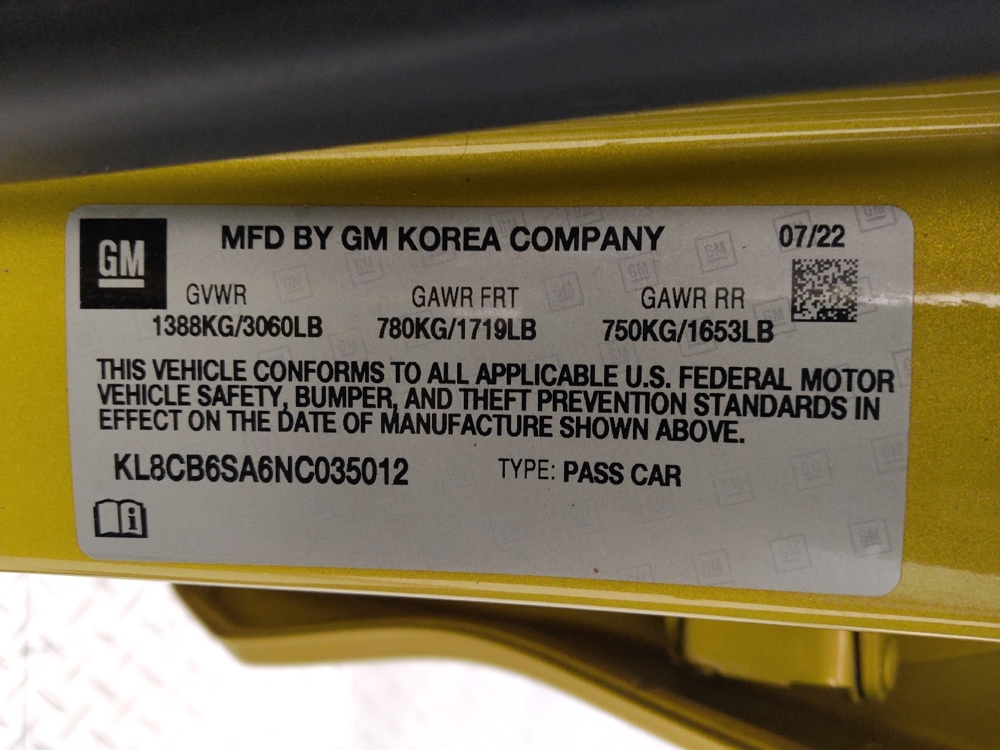 GM
MFD BY GM KOREA COMPANY 07/22
GVWR GAWR FRT GAWR RR
1388KG/3060LB 780KG/1719LB 750KG/1653LB
THIS VEHICLE CONFORMS TO ALL APPLICABLE U.S. FEDERAL MOTOR
VEHICLE SAFETY, BUMPER, AND THEFT PREVENTION STANDARDS IN
EFFECT ON THE DATE OF MANUFACTURE SHOWN ABOVE.
KL8CB6SA6NC035012 TYPE: PASS CAR
i